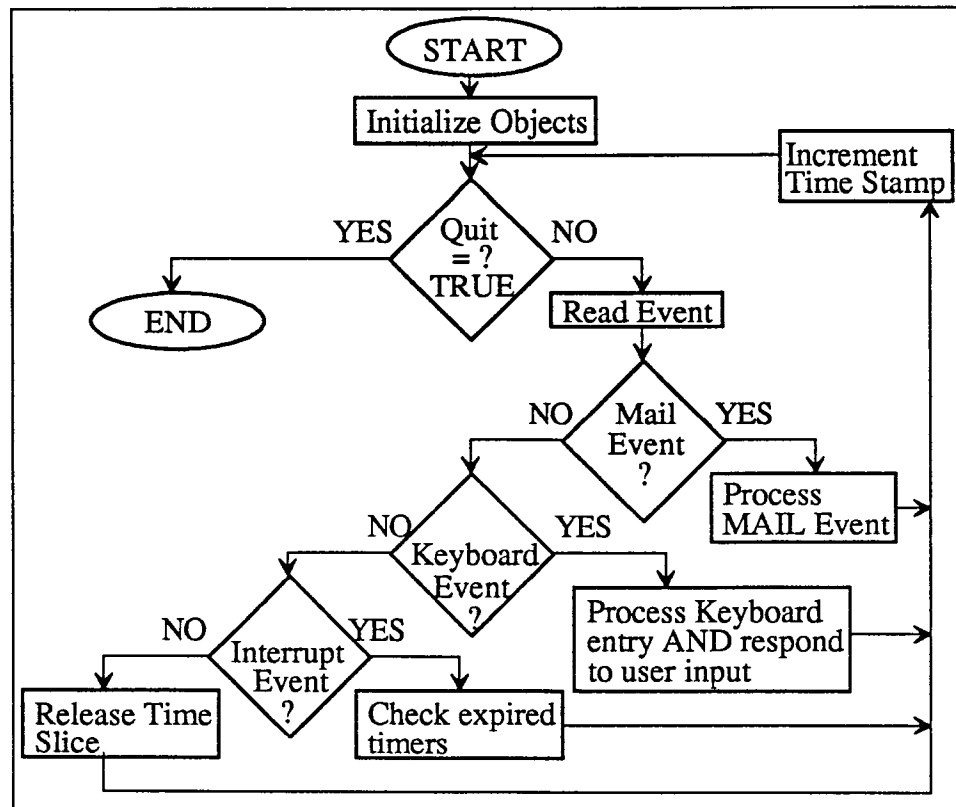 START
Initialize Objects
Increment
Time Stamp
YES
Quit
= ?
TRUE
NO
END
Read Event
NO
Mail
Event
?
YES
Process
MAIL Event
NO
Keyboard
Event
?
YES
Process Keyboard
entry AND respond
to user input
NO
Interrupt
Event
?
YES
Release Time
Slice
Check expired
timers